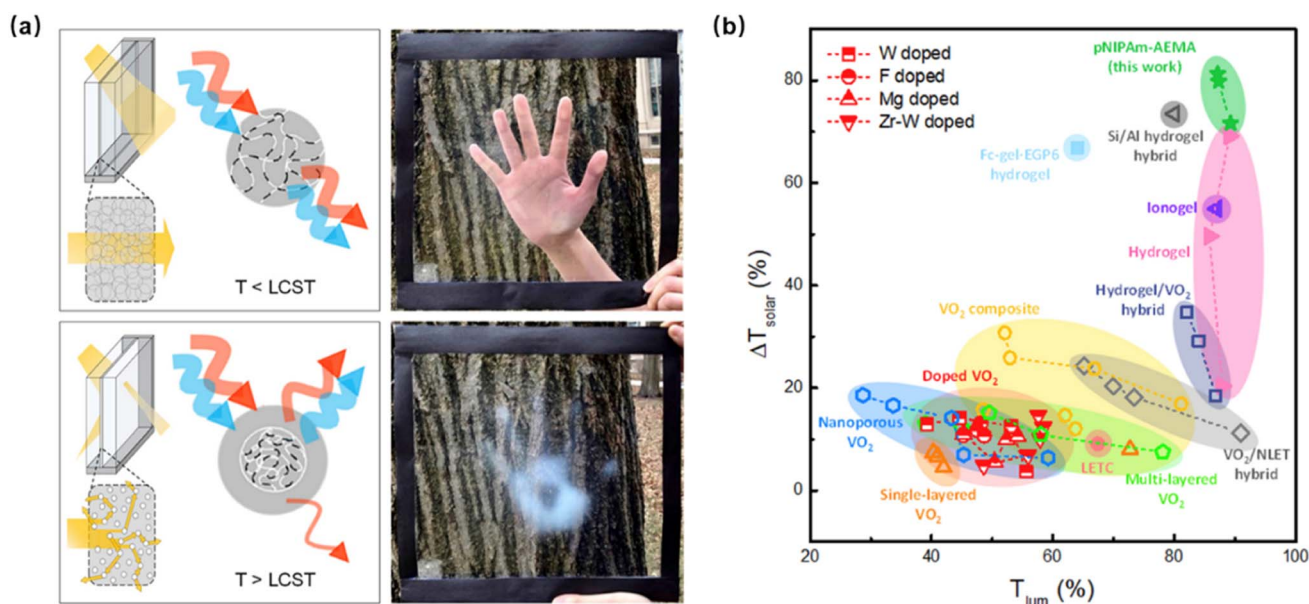 (a)
T < LCST
T > LCST
(b)
W doped
F doped
Mg doped
Zr-W doped
pNIPAm-AEMA
(this work)
Si/Al hydrogel
hybrid
Fc-gel-EGP6
hydrogel
Ionogel
Hydrogel
Hydrogel/VO2
hybrid
VO2 composite
Doped VO2
Nanoporous
VO2
LETC
VO2/NLET
hybrid
Multi-layered
VO2
Single-layered
VO2
ΔTsolar (%)
80
60
40
20
0
20
40
60
80
100
Tlum (%)